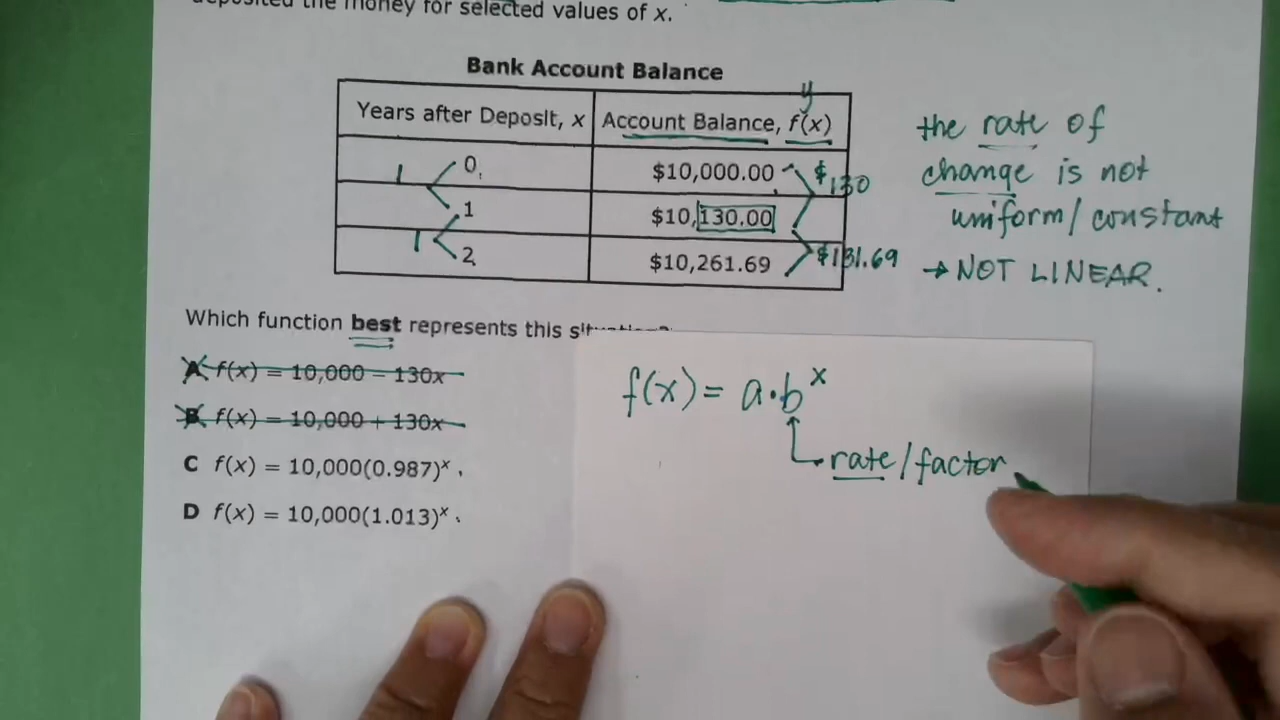 deposited the money for selected values of x.
Bank Account Balance
y
Years after Deposit, x Account Balance, f(x)
0 $10,000.00
1 $130
1 $10,130.00
1 $131.69
2 $10,261.69
the rate of
change is not
uniform/constant
→ NOT LINEAR.
Which function best represents this
A f(x) = 10,000 – 130x
B f(x) = 10,000 + 130x
C f(x) = 10,000(0.987)ˣ
D f(x) = 10,000(1.013)ˣ
f(x) = a·bˣ
rate/factor